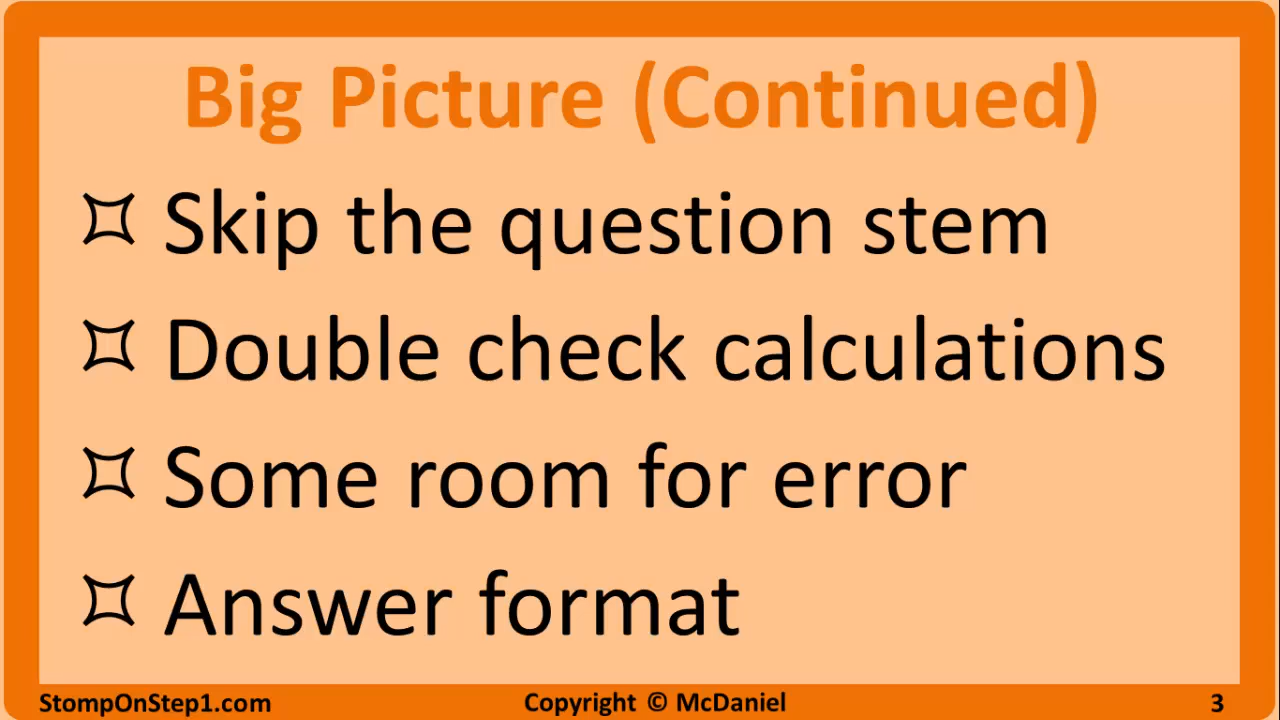 Big Picture (Continued)
Skip the question stem
Double check calculations
Some room for error
Answer format
StompOnStep1.com Copyright © McDaniel 3